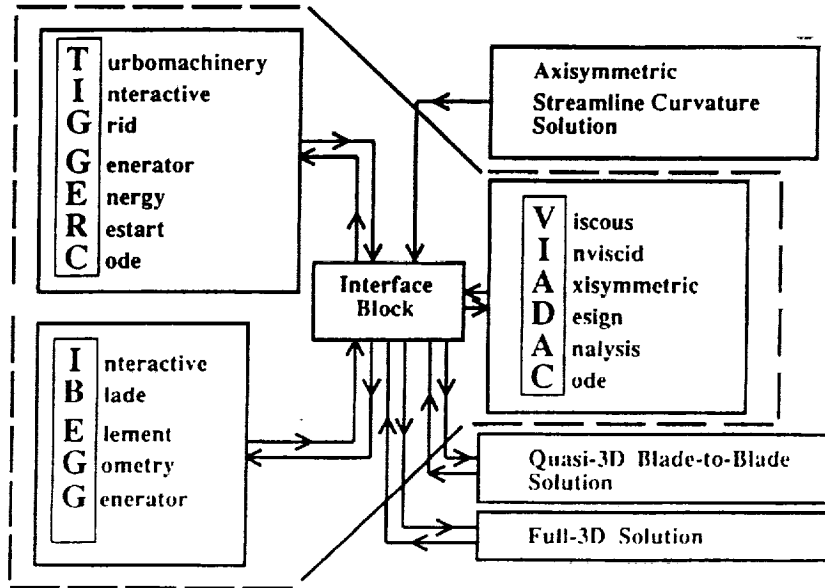 Turbomachinery
Interactive
Grid
Generator
Energy
Restart
Code
Axisymmetric
Streamline Curvature
Solution
Viscous
Inviscid
Axisymmetric
Design
Analysis
Code
Interface
Block
Interactive
Blade
Element
Gometry
Generator
Quasi-3D Blade-to-Blade
Solution
Full-3D Solution